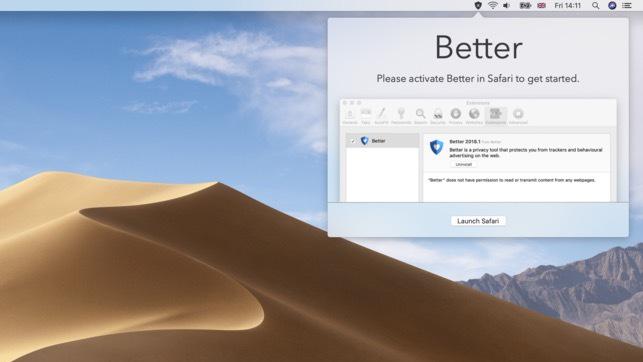 Fri 14:11
Better
Please activate Better in Safari to get started.
Extensions
General Tabs AutoFill Passwords Search Security Privacy Websites Extensions Advanced
Better
Better 2018.1 from Better
Better is a privacy tool that protects you from trackers and behavioural
advertising on the web.
Uninstall
"Better" does not have permission to read or transmit content from any webpages.
Launch Safari